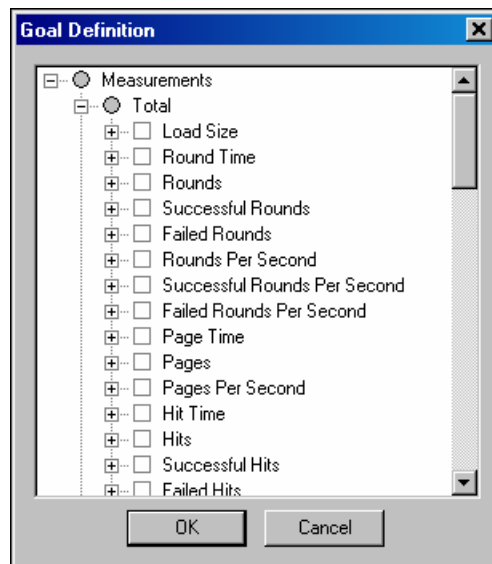 Goal Definition
Measurements
Total
Load Size
Round Time
Rounds
Successful Rounds
Failed Rounds
Rounds Per Second
Successful Rounds Per Second
Failed Rounds Per Second
Page Time
Pages
Pages Per Second
Hit Time
Hits
Successful Hits
Failed Hits
OK Cancel